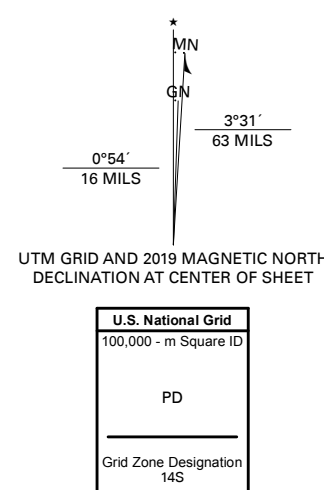 ★
MN
GN
3°31´
63 MILS
0°54´
16 MILS
UTM GRID AND 2019 MAGNETIC NORTH
DECLINATION AT CENTER OF SHEET
U.S. National Grid
100,000 - m Square ID
PD
Grid Zone Designation
14S